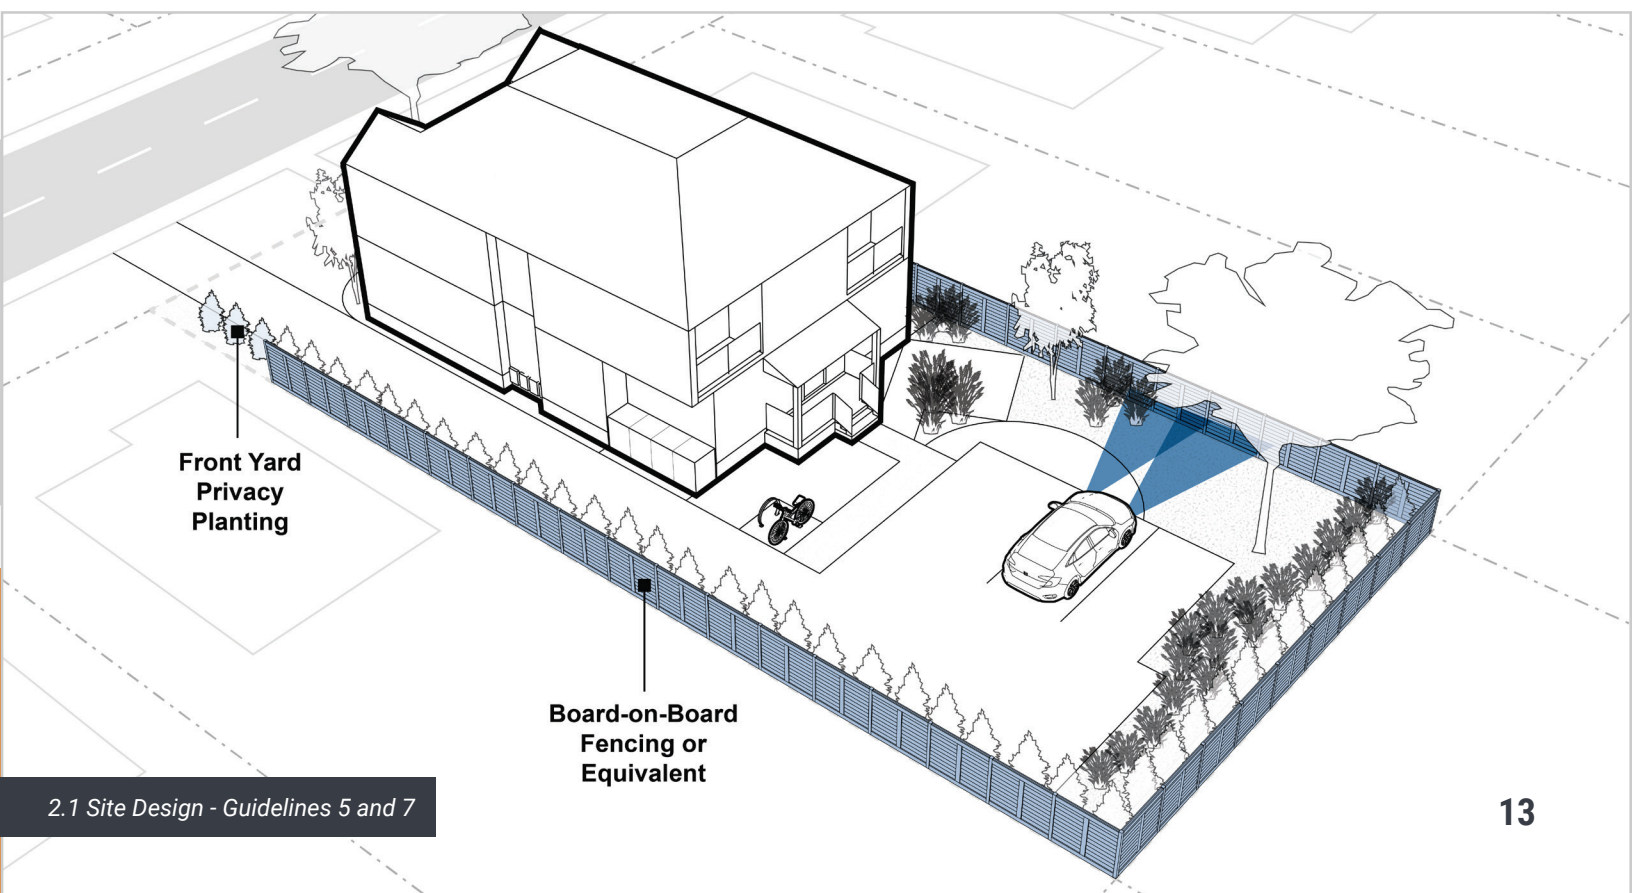 Front Yard
Privacy
Planting
Board-on-Board
Fencing or
Equivalent
2.1 Site Design - Guidelines 5 and 7
13